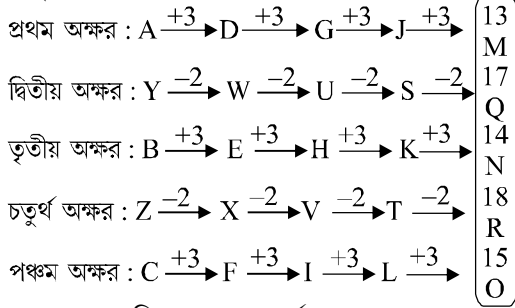 প্রথম অক্ষর : A +3 D +3 G +3 J +3 13 M
দ্বিতীয় অক্ষর : Y –2 W –2 U –2 S –2 17 Q
তৃতীয় অক্ষর : B +3 E +3 H +3 K +3 14 N
চতুর্থ অক্ষর : Z –2 X –2 V –2 T –2 18 R
পঞ্চম অক্ষর : C +3 F +3 I +3 L +3 15 O